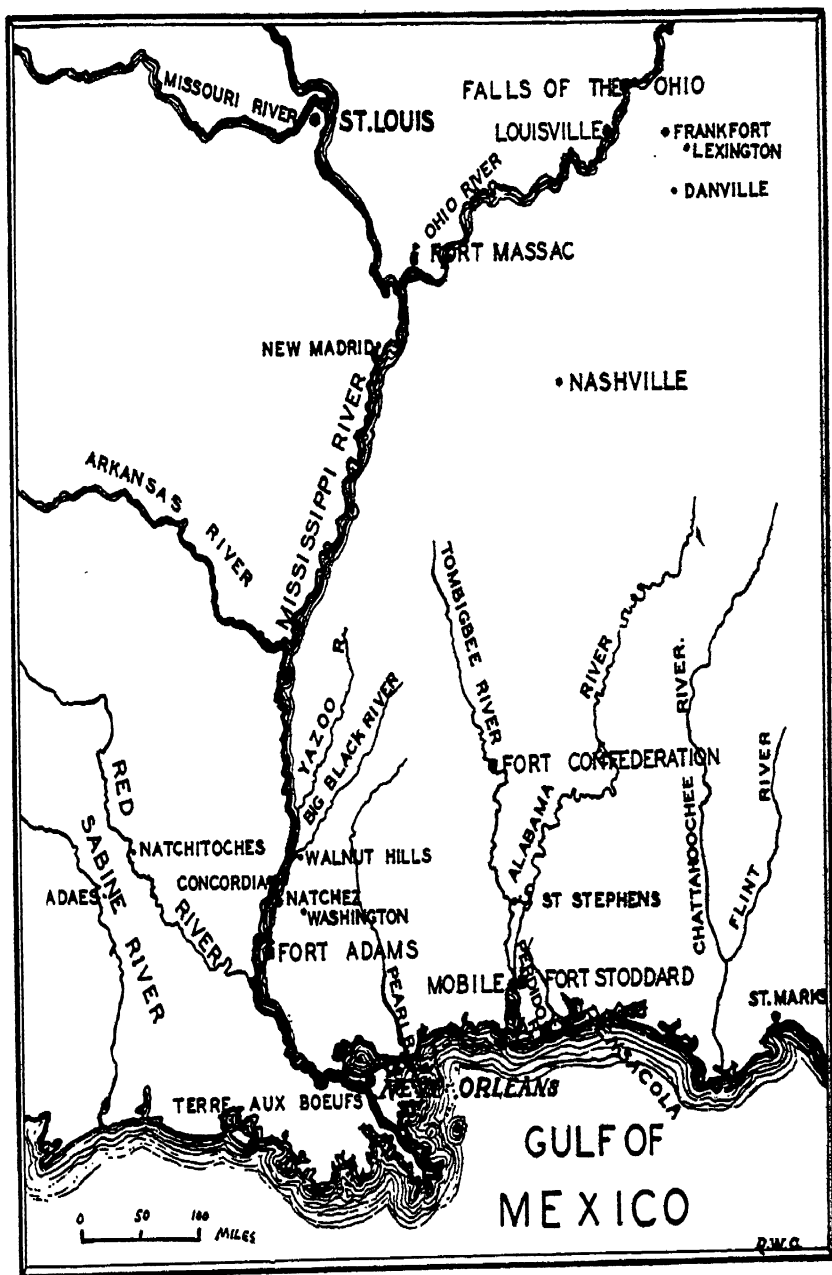 MISSOURI RIVER
ST. LOUIS
FALLS OF THE OHIO
LOUISVILLE
FRANKFORT
LEXINGTON
DANVILLE
OHIO RIVER
FORT MASSAC
NEW MADRID
NASHVILLE
MISSISSIPPI RIVER
ARKANSAS RIVER
TOMBIGBEE RIVER
YAZOO R.
BIG BLACK RIVER
ALABAMA RIVER
CHATTAHOOCHEE RIVER.
FLINT RIVER
FORT CONFEDERATION
RED RIVER
SABINE RIVER
NATCHITOCHES
WALNUT HILLS
CONCORDIA
ADAES
NATCHEZ
WASHINGTON
ST STEPHENS
FORT ADAMS
PEARL R
MOBILE
FORT STODDARD
ST. MARKS
TERRE AUX BOEUFS
ORLEANS
GULF OF
MEXICO
0 50 100
MILES